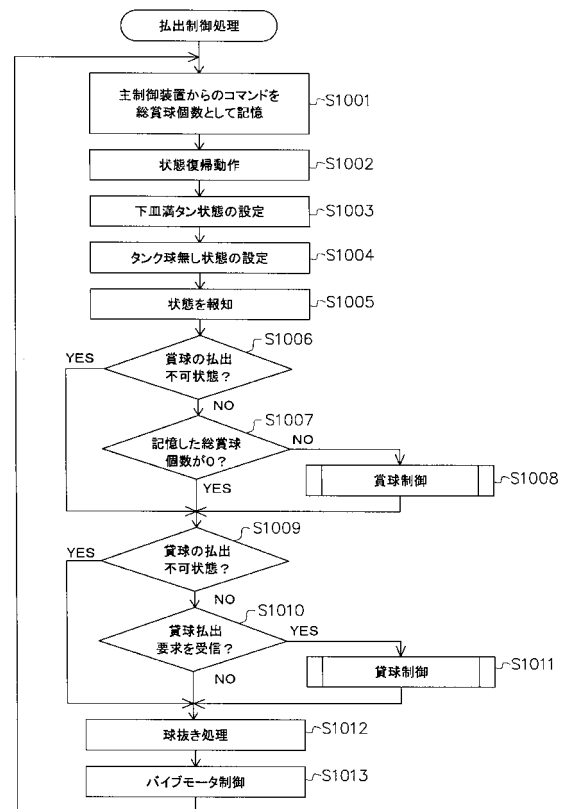 払出制御処理
主制御装置からのコマンドを
総賞球個数として記憶
S1001
状態復帰動作
S1002
下皿満タン状態の設定
S1003
タンク球無し状態の設定
S1004
状態を報知
S1005
S1006
YES
賞球の払出
不可状態?
NO
S1007
記憶した総賞球
個数が0?
NO
YES
賞球制御
S1008
S1009
YES
貸球の払出
不可状態?
NO
S1010
貸球払出
要求を受信?
YES
NO
貸球制御
S1011
球抜き処理
S1012
バイブモータ制御
S1013